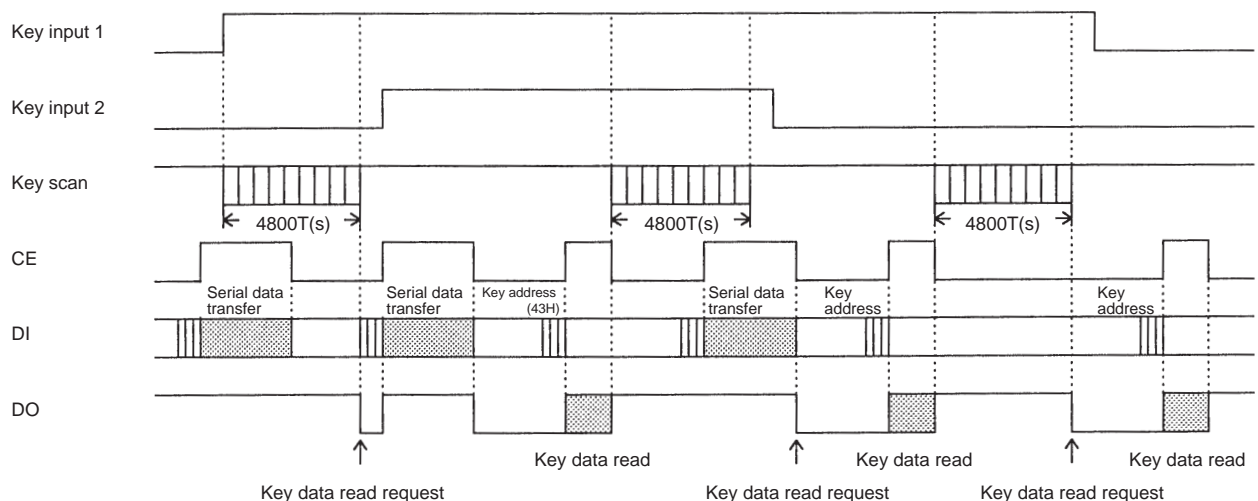 Key input 1
Key input 2
Key scan
4800T(s)
4800T(s)
4800T(s)
CE
Serial data
transfer
Serial data
transfer
Key address
(43H)
Serial data
transfer
Key
address
Key
address
DI
DO
Key data read
Key data read
Key data read
Key data read request
Key data read request
Key data read request